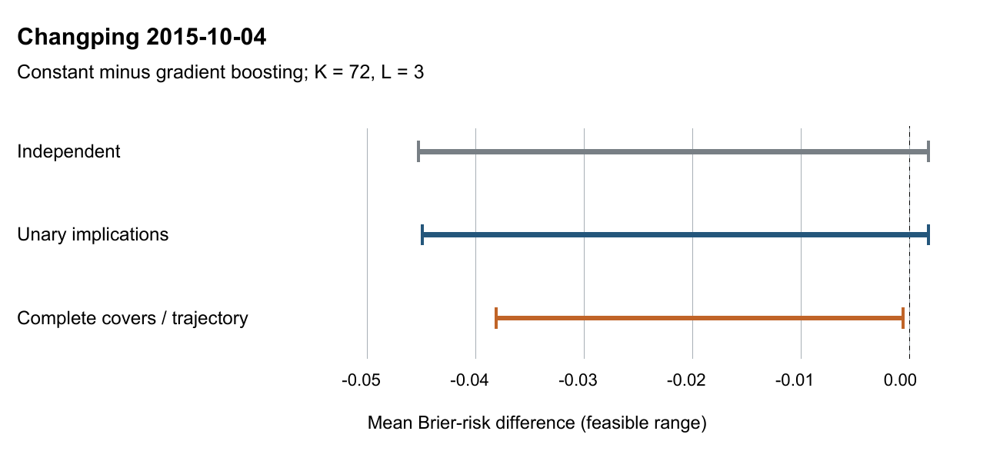 Changping 2015-10-04
Constant minus gradient boosting; K = 72, L = 3
Independent
Unary implications
Complete covers / trajectory
-0.05 -0.04 -0.03 -0.02 -0.01 0.00
Mean Brier-risk difference (feasible range)